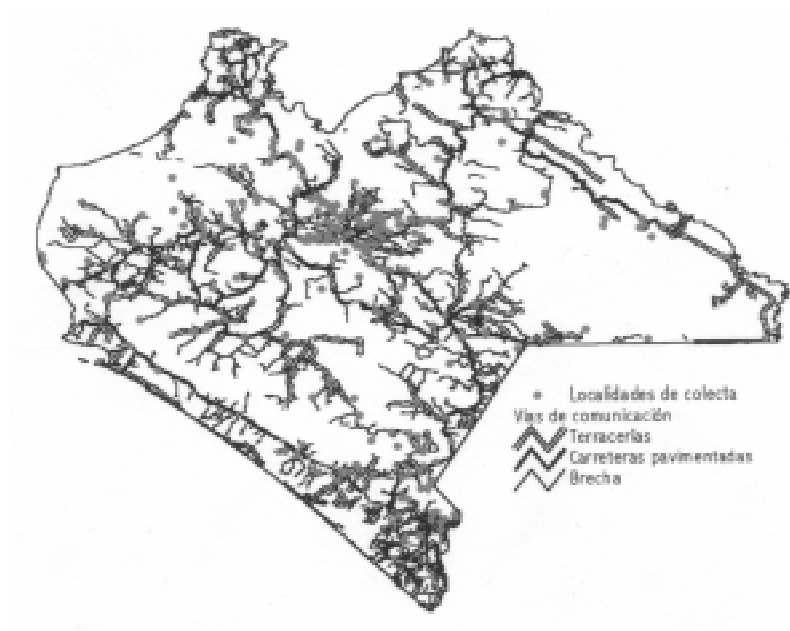 Localidades de colecta
Vías de comunicación
Terracerías
Carreteras pavimentadas
Brecha